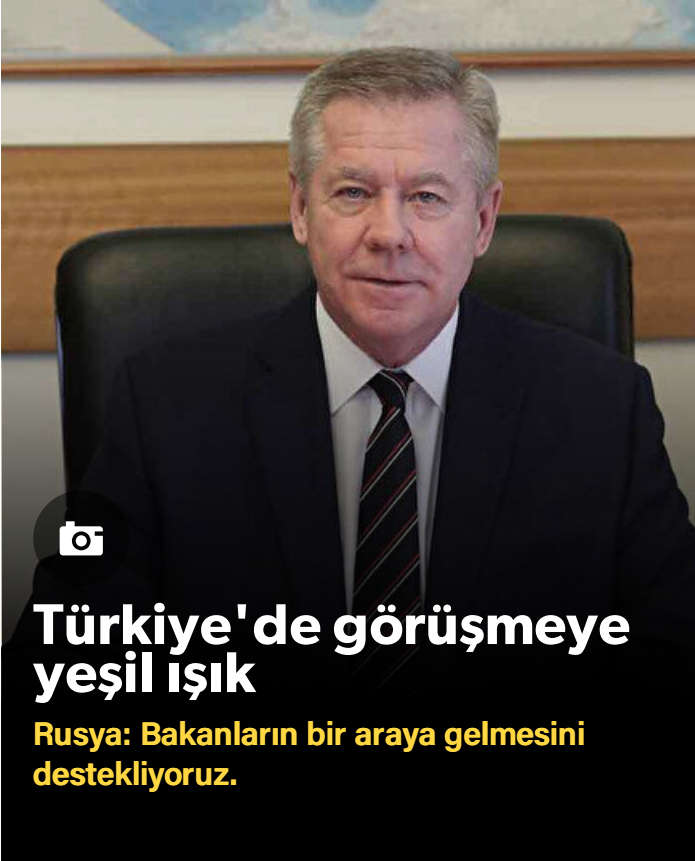 Türkiye'de görüşmeye
yeşil ışık
Rusya: Bakanların bir araya gelmesini
destekliyoruz.